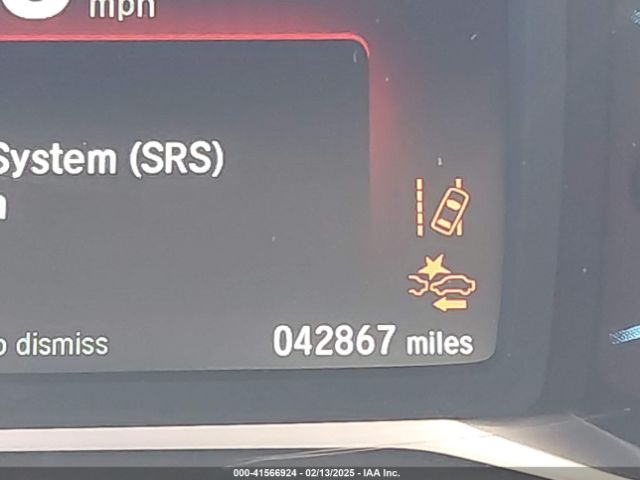 mph
System (SRS)
dismiss
042867 miles
000-41566924 - 02/13/2025 - IAA Inc.